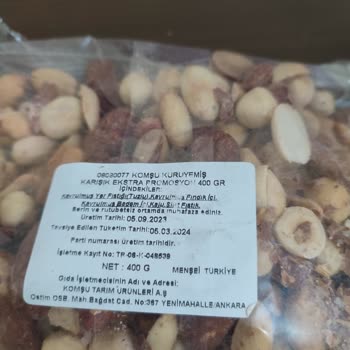 08020077 KOMŞU KURUYEMİŞ
KARIŞIK EKSTRA PROMOSYON 400 GR
İÇİNDEKİLER:
Kavrulmuş Yer Fıstığı(Tuzlu),Kavrulmuş Fındık İçi,
Kavrulmuş Badem İçi,Kaju,Siirt Fıstık.
Serin ve rutubetsiz ortamda muhafaza ediniz.
Üretim Tarihi: 05.09.2023
Tavsiye Edilen Tüketim Tarihi: 05.03.2024
Parti numarası üretim tarihidir.
İşletme Kayıt No: TR-06-K-048539
NET : 400 G MENŞEİ TÜRKİYE
Gıda İşletmecisinin Adı ve Adresi:
KOMŞU TARIM ÜRÜNLERİ A.Ş
Ostim OSB. Mah.Bağdat Cad. No:367 YENİMAHALLE/ANKARA